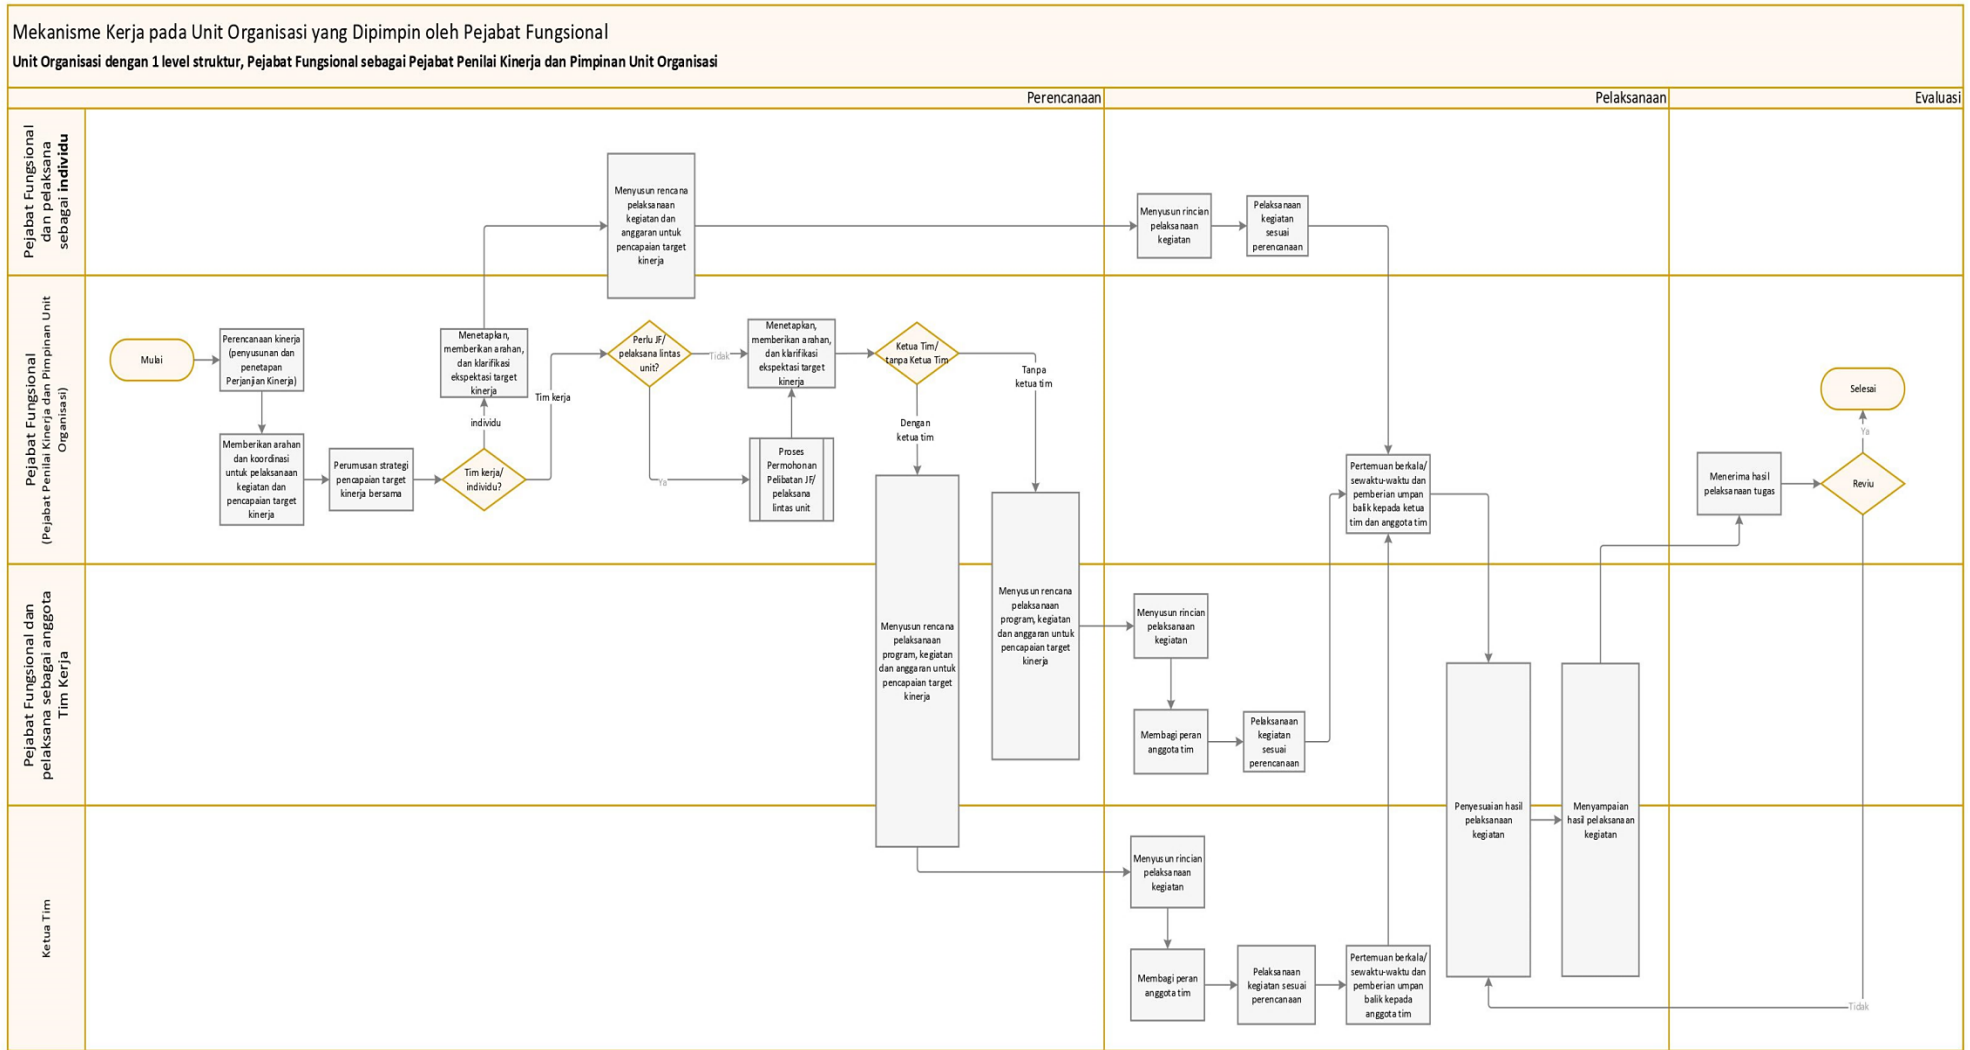 Mekanisme Kerja pada Unit Organisasi yang Dipimpin oleh Pejabat Fungsional
Unit Organisasi dengan 1 level struktur, Pejabat Fungsional sebagai Pejabat Penilai Kinerja dan Pimpinan Unit Organisasi
Perencanaan
Pelaksanaan
Evaluasi
Pejabat Fungsional
dan pelaksana
sebagai individu
Menyusun rencana
pelaksanaan
kegiatan dan
anggaran untuk
pencapaian target
kinerja
Menyusun rincian
pelaksanaan
kegiatan
Pelaksanaan
kegiatan
sesuai
perencanaan
Pejabat Fungsional
(Pejabat Penilai Kinerja dan Pimpinan Unit
Organisasi)
Mulai
Perencanaan kinerja
(penyusunan dan
penetapan
Perjanjian Kinerja)
Memberikan arahan
dan koordinasi
untuk pelaksanaan
kegiatan dan
pencapaian target
kinerja
Perumusan strategi
pencapaian target
kinerja bersama
Tim kerja/
individu?
individu
Menetapkan,
memberikan arahan,
dan klarifikasi
ekspektasi target
kinerja
Tim kerja
Perlu JF/
pelaksana lintas
unit?
Tidak
Ya
Proses
Permohonan
Pelibatan JF/
pelaksana
lintas unit
Menetapkan,
memberikan arahan,
dan klarifikasi
ekspektasi target
kinerja
Ketua Tim/
tanpa Ketua Tim
Dengan
ketua tim
Tanpa
ketua tim
Pertemuan berkala/
sewaktu-waktu dan
pemberian umpan
balik kepada ketua
tim dan anggota tim
Menerima hasil
pelaksanaan tugas
Reviu
Ya
Selesai
Tidak
Pejabat Fungsional dan
pelaksana sebagai anggota
Tim Kerja
Menyusun rencana
pelaksanaan
program, kegiatan
dan anggaran untuk
pencapaian target
kinerja
Menyusun rencana
pelaksanaan
program, kegiatan
dan anggaran untuk
pencapaian target
kinerja
Menyusun rincian
pelaksanaan
kegiatan
Membagi peran
anggota tim
Pelaksanaan
kegiatan
sesuai
perencanaan
Penyesuaian hasil
pelaksanaan
kegiatan
Menyampaian
hasil pelaksanaan
kegiatan
Ketua Tim
Menyusun rincian
pelaksanaan
kegiatan
Membagi peran
anggota tim
Pelaksanaan
kegiatan sesuai
perencanaan
Pertemuan berkala/
sewaktu-waktu dan
pemberian umpan
balik kepada
anggota tim